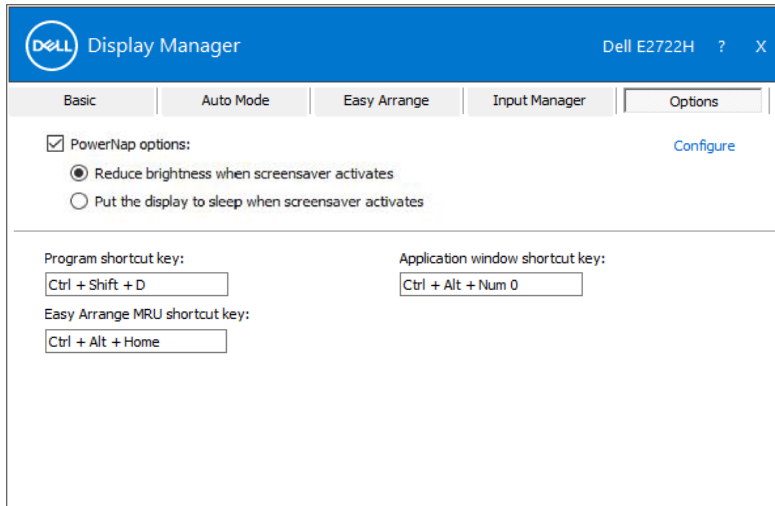 DELL Display Manager Dell E2722H ? X
Basic Auto Mode Easy Arrange Input Manager Options
PowerNap options: Configure
Reduce brightness when screensaver activates
Put the display to sleep when screensaver activates
Program shortcut key: Application window shortcut key:
Ctrl + Shift + D Ctrl + Alt + Num 0
Easy Arrange MRU shortcut key:
Ctrl + Alt + Home